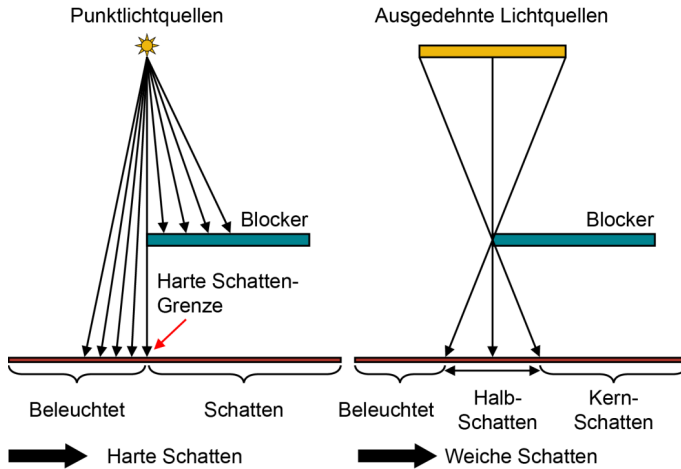 Punktlichtquellen
Blocker
Harte Schatten-
Grenze
Beleuchtet
Schatten
Harte Schatten
Ausgedehnte Lichtquellen
Blocker
Beleuchtet
Halb-
Schatten
Kern-
Schatten
Weiche Schatten